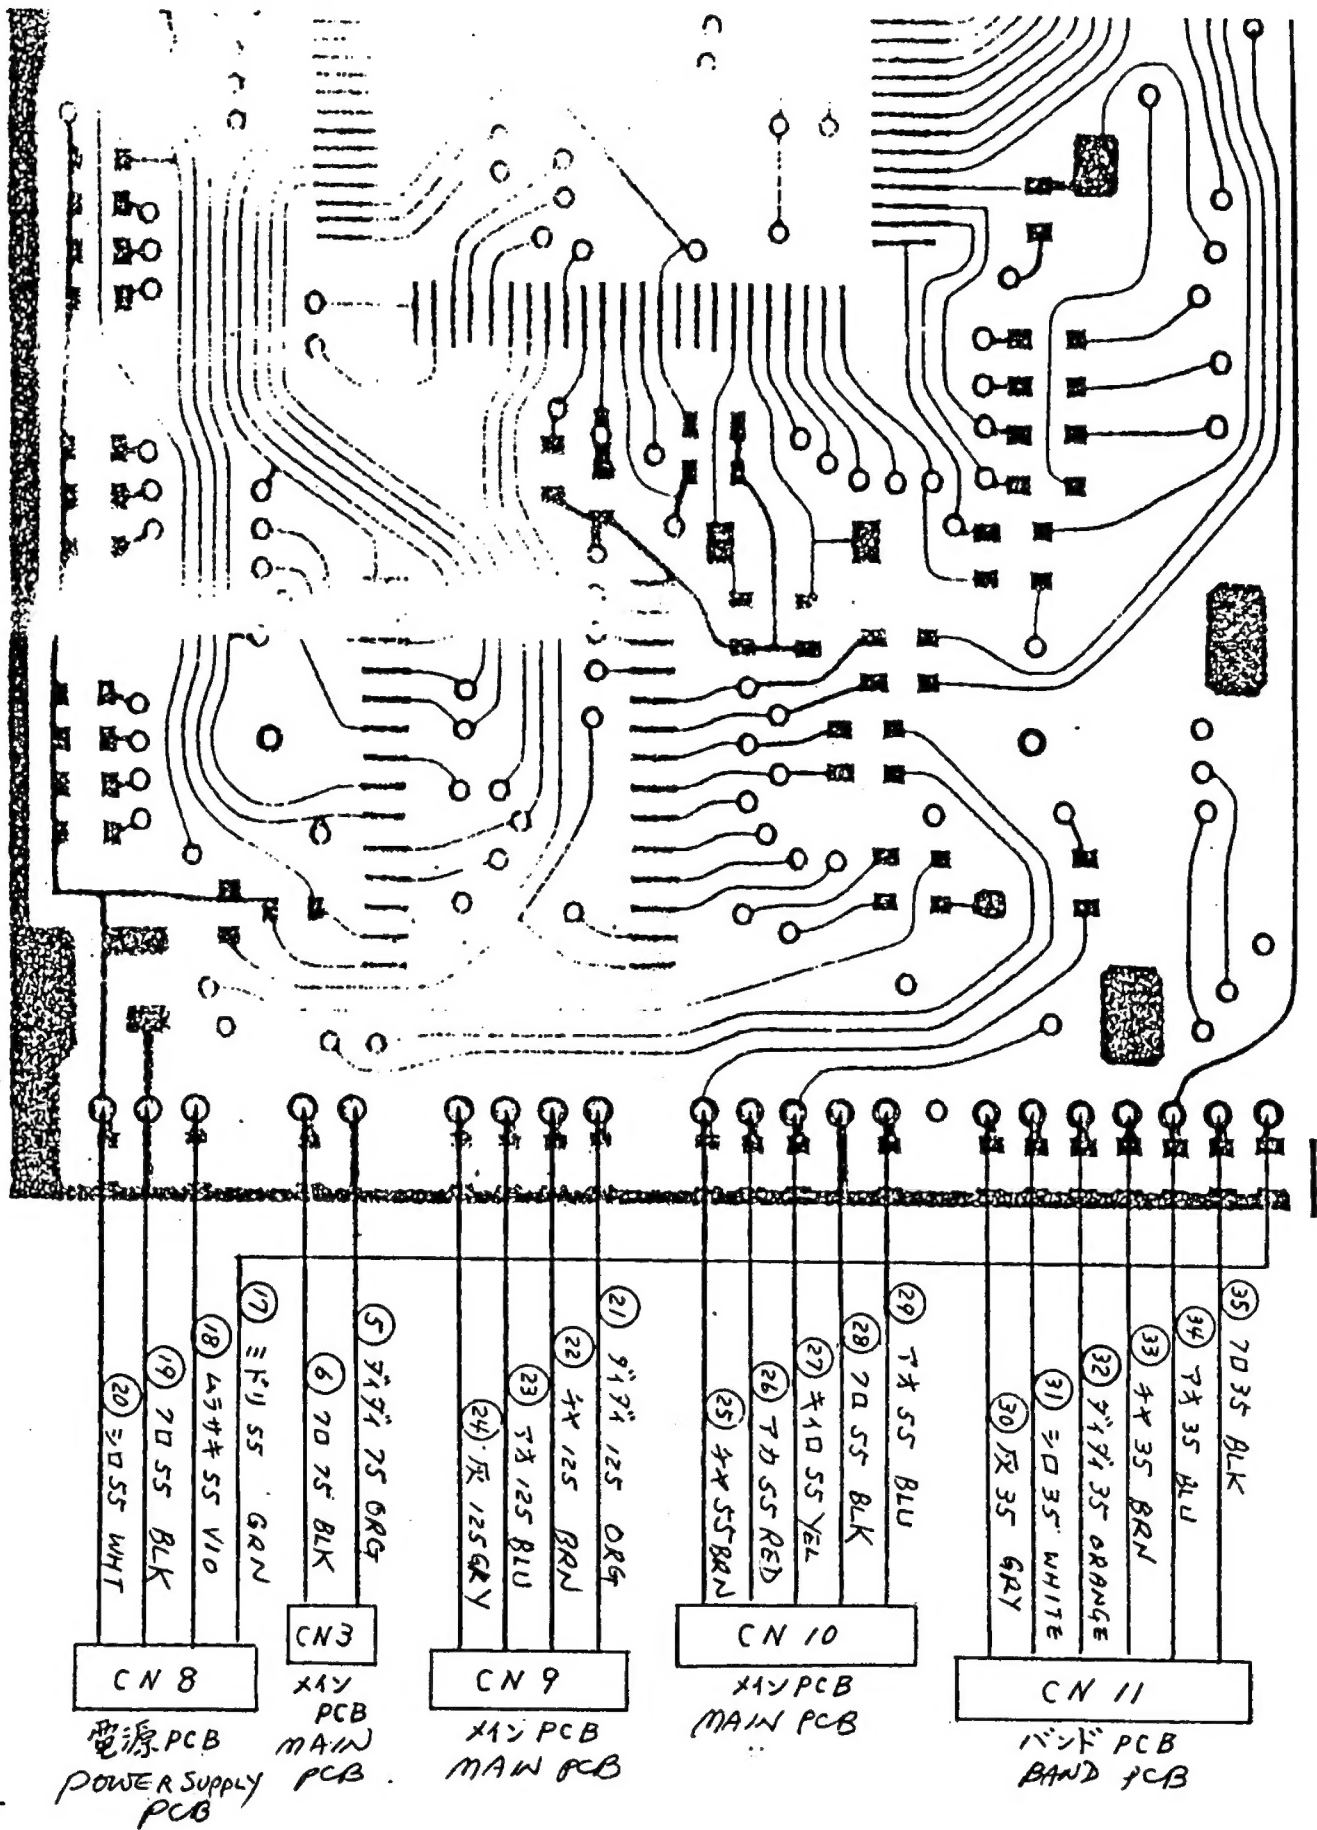 ⑰ ミドリ 55 GRN
⑱ ムラサキ 55 VIO
⑲ クロ 55 BLK
⑳ シロ 55 WHT
⑤ ダイダイ 75 ORG
⑥ クロ 75 BLK
㉑ ダイダイ 125 ORG
㉒ チャ 125 BRN
㉓ アオ 125 BLU
㉔ 灰 125 GRY
㉙ アオ 55 BLU
㉘ クロ 55 BLK
㉗ キイロ 55 YEL
㉖ アカ 55 RED
㉕ チャ 55 BRN
㉟ クロ 35 BLK
㉞ アオ 35 BLU
㉝ チャ 35 BRN
㉜ ダイダイ 35 ORANGE
㉛ シロ 35 WHITE
㉚ 灰 35 GRY
CN 8
電源 PCB
POWER SUPPLY
PCB
CN3
メイン
PCB
MAIN
PCB
CN 9
メイン PCB
MAIN PCB
CN 10
メイン PCB
MAIN PCB
CN 11
バンド PCB
BAND PCB